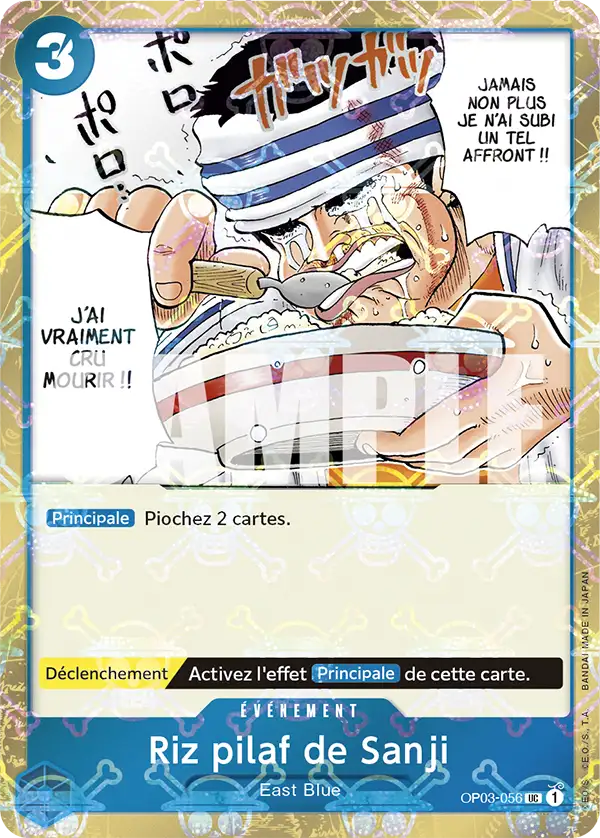 3
ポロ
ポロ…
ガツガツ
JAMAIS
NON PLUS
JE N'AI SUBI
UN TEL
AFFRONT !!
J'AI
VRAIMENT
CRU
MOURIR !!
SAMPLE
Principale Piochez 2 cartes.
Déclenchement Activez l'effet Principale de cette carte.
ÉVÉNEMENT
Riz pilaf de Sanji
East Blue
OP03-056 UC 1
©E.O./S. ©E.O./S., T.A. BANDAI MADE IN JAPAN